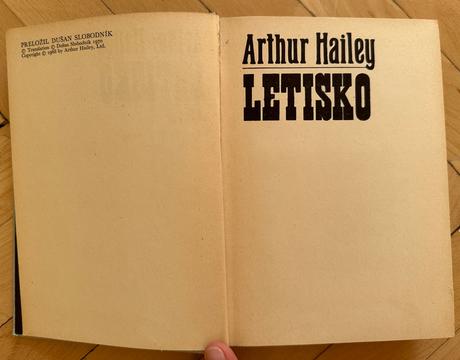 PRELOŽIL DUŠAN SLOBODNÍK
© Translation © Dušan Slobodník 1970
Copyright © 1968 by Arthur Hailey, Ltd.
Arthur Hailey
LETISKO